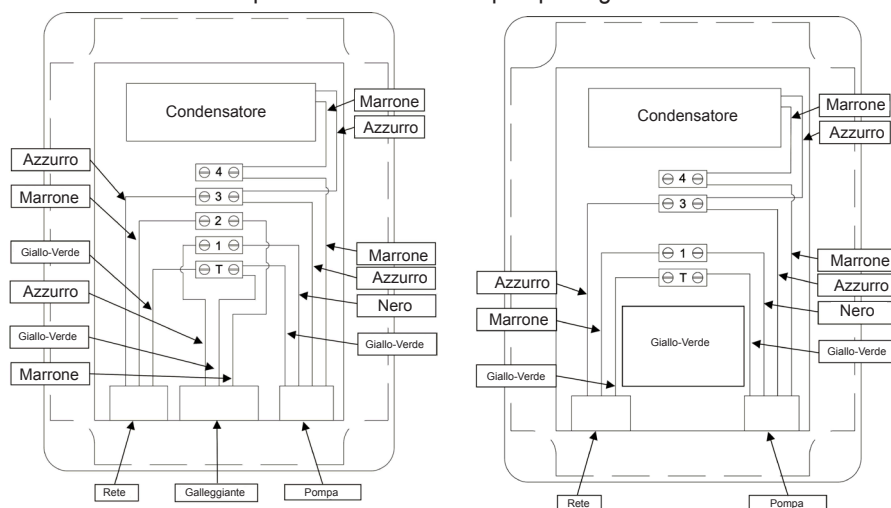 Condensatore
Marrone
Azzurro
4
3
2
1
T
Azzurro
Marrone
Giallo-Verde
Azzurro
Giallo-Verde
Marrone
Marrone
Azzurro
Nero
Giallo-Verde
Rete
Galleggiante
Pompa
Condensatore
Marrone
Azzurro
4
3
1
T
Azzurro
Marrone
Giallo-Verde
Giallo-Verde
Marrone
Azzurro
Nero
Giallo-Verde
Rete
Pompa